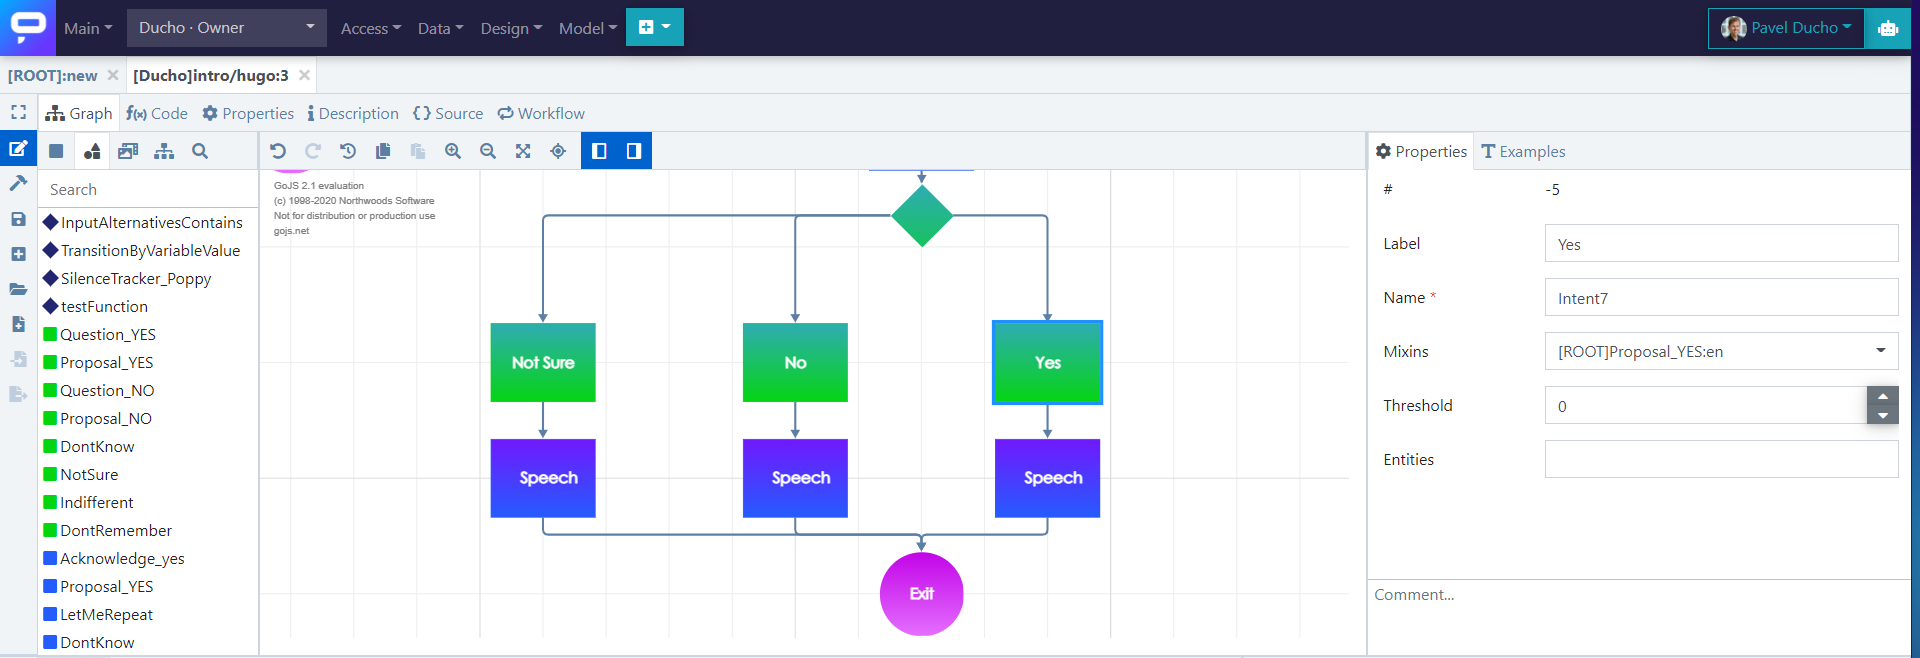 Main
Ducho · Owner
Access
Data
Design
Model
Pavel Ducho
[ROOT]:new
[Ducho]intro/hugo:3
Graph
f(x) Code
Properties
Description
{} Source
Workflow
Properties
Examples
Search
InputAlternativesContains
TransitionByVariableValue
SilenceTracker_Poppy
testFunction
Question_YES
Proposal_YES
Question_NO
Proposal_NO
DontKnow
NotSure
Indifferent
DontRemember
Acknowledge_yes
Proposal_YES
LetMeRepeat
DontKnow
GoJS 2.1 evaluation
(c) 1998-2020 Northwoods Software
Not for distribution or production use
gojs.net
Not Sure
No
Yes
Speech
Speech
Speech
Exit
# -5
Label Yes
Name * Intent7
Mixins [ROOT]Proposal_YES:en
Threshold 0
Entities
Comment...